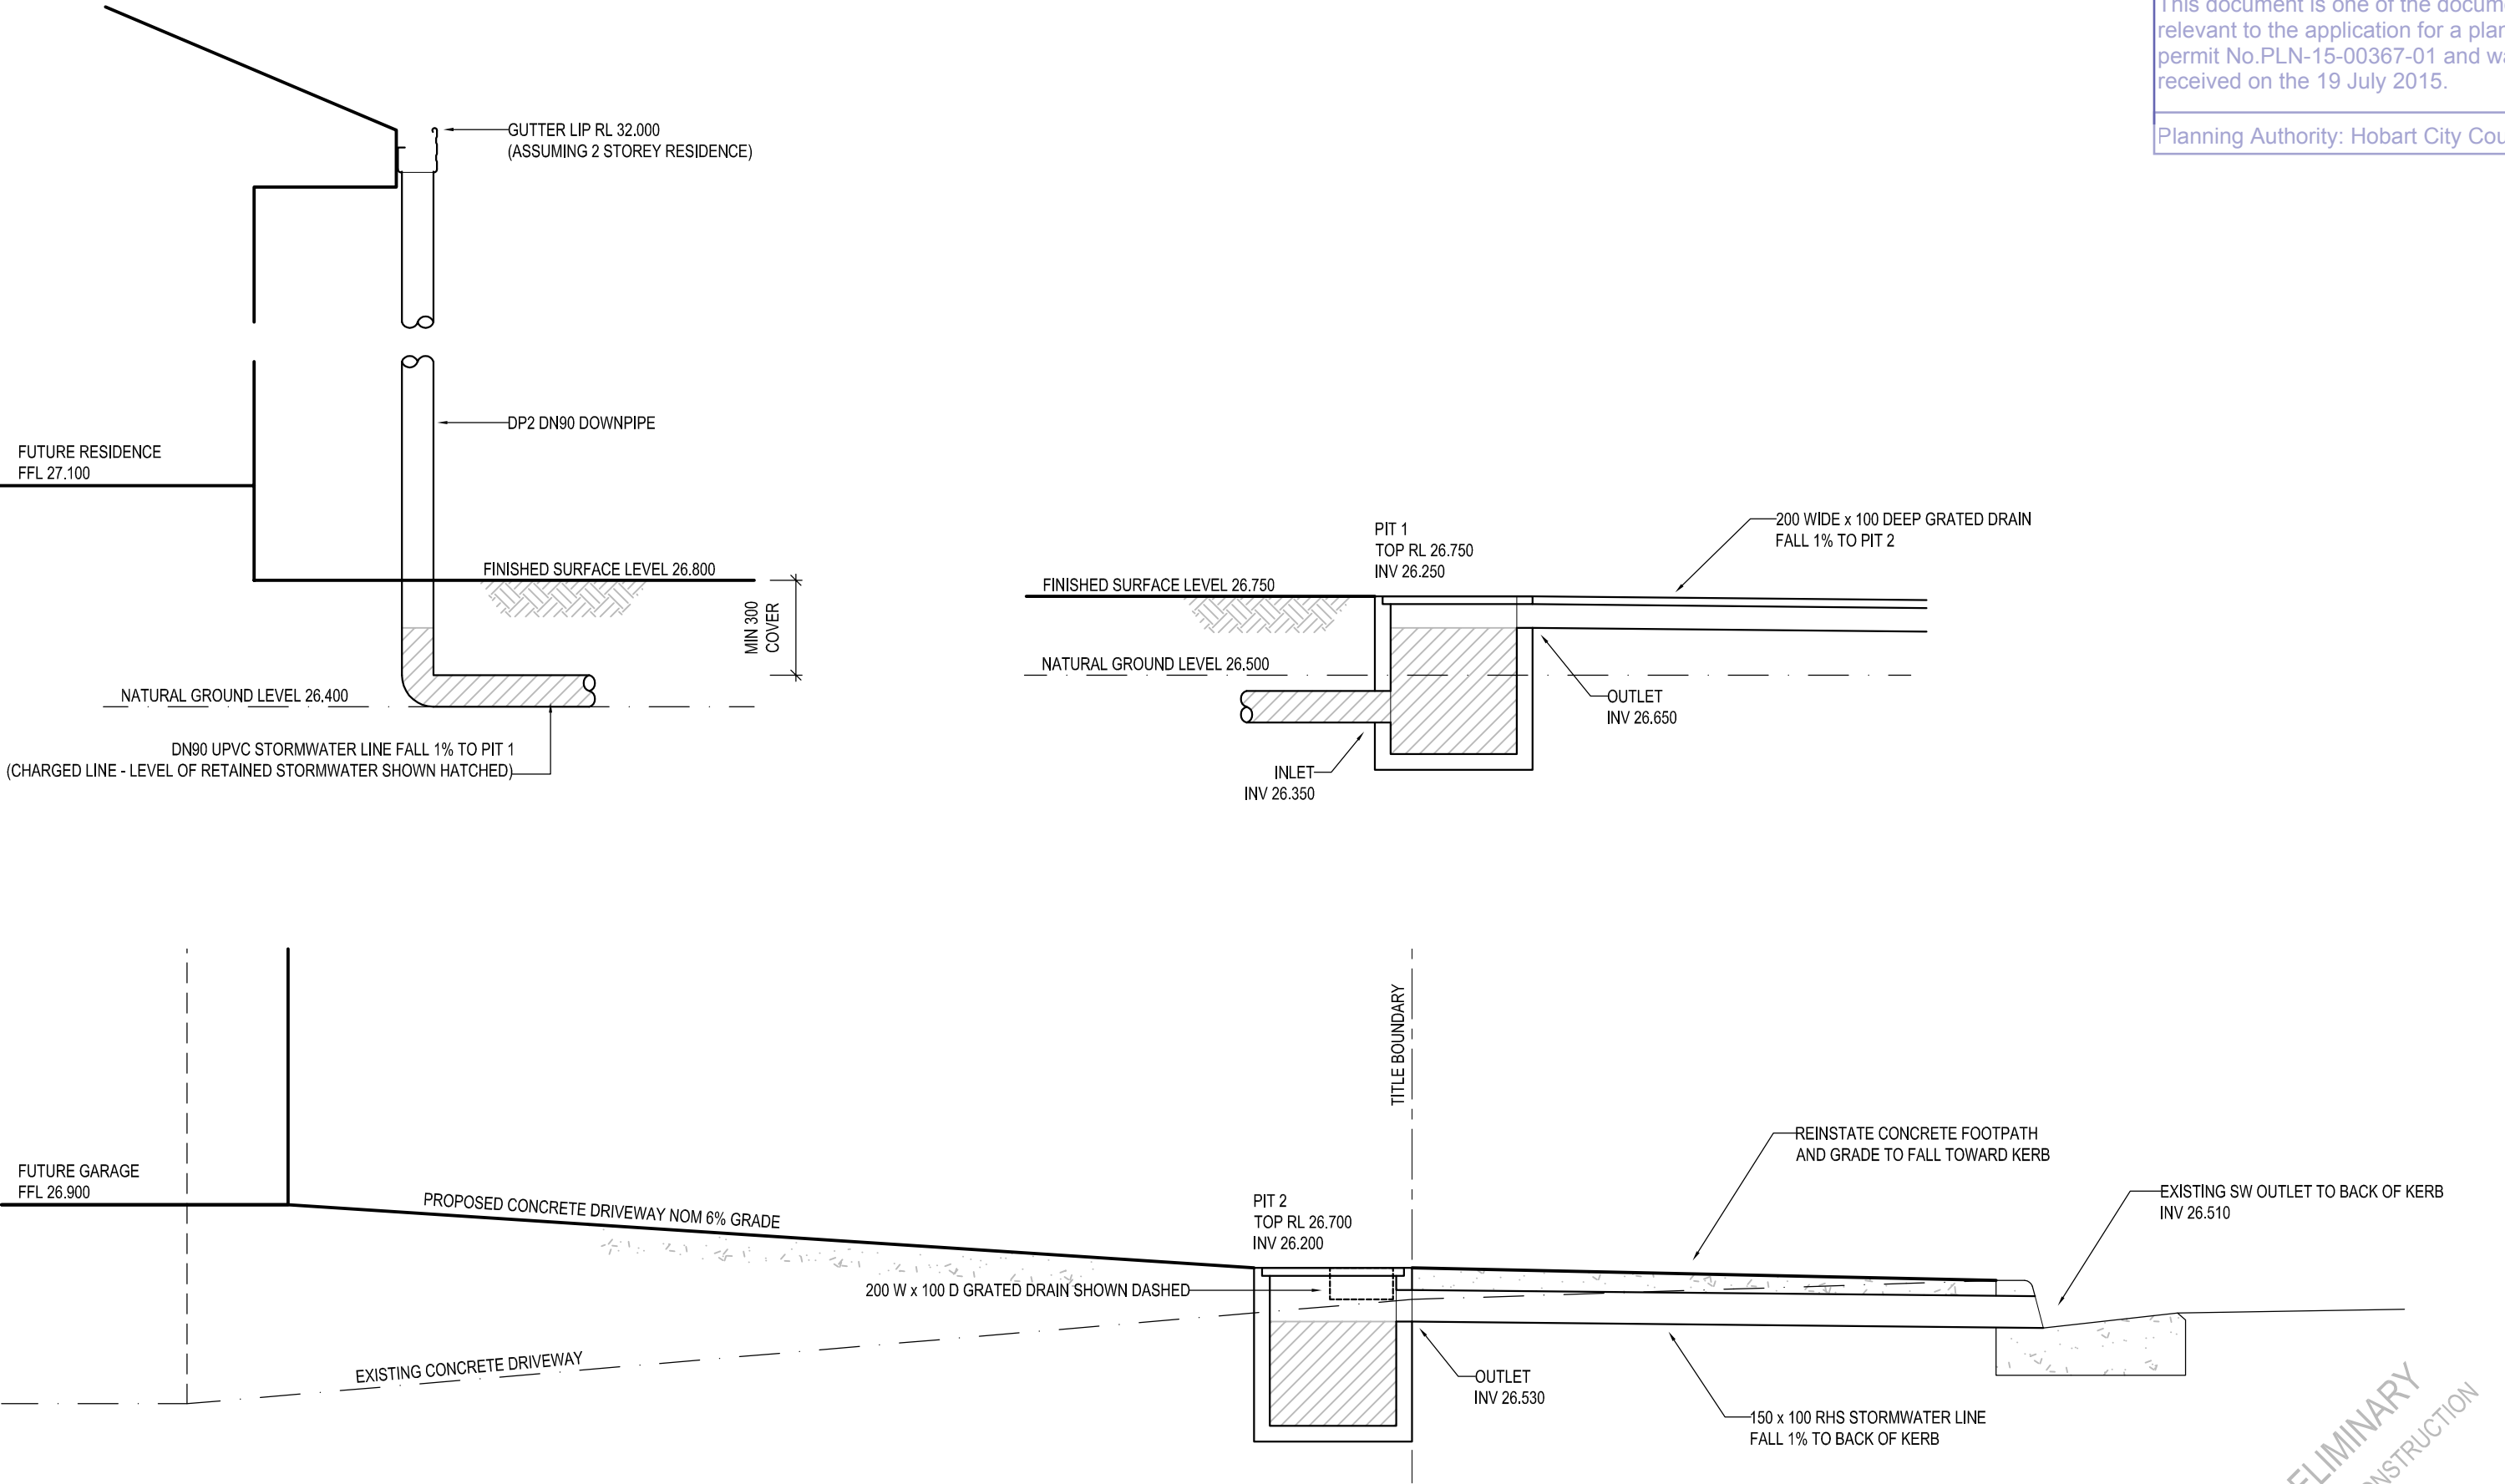 This document is one of the
relevant to the application for a
permit No.PLN-15-00367-01 and
received on the 19 July 2015.
Planning Authority: Hobart City
GUTTER LIP RL 32.000
(ASSUMING 2 STOREY RESIDENCE)
DP2 DN90 DOWNPIPE
FUTURE RESIDENCE
FFL 27.100
FINISHED SURFACE LEVEL 26.800
MIN 300
COVER
NATURAL GROUND LEVEL 26.400
DN90 UPVC STORMWATER LINE FALL 1% TO PIT 1
(CHARGED LINE - LEVEL OF RETAINED STORMWATER SHOWN HATCHED)
PIT 1
TOP RL 26.750
INV 26.250
200 WIDE x 100 DEEP GRATED DRAIN
FALL 1% TO PIT 2
FINISHED SURFACE LEVEL 26.750
NATURAL GROUND LEVEL 26.500
OUTLET
INV 26.650
INLET
INV 26.350
TITLE BOUNDARY
REINSTATE CONCRETE FOOTPATH
AND GRADE TO FALL TOWARD KERB
FUTURE GARAGE
FFL 26.900
PROPOSED CONCRETE DRIVEWAY NOM 6% GRADE
PIT 2
TOP RL 26.700
INV 26.200
EXISTING SW OUTLET TO BACK OF KERB
INV 26.510
200 W x 100 D GRATED DRAIN SHOWN DASHED
EXISTING CONCRETE DRIVEWAY
OUTLET
INV 26.530
150 x 100 RHS STORMWATER LINE
FALL 1% TO BACK OF KERB